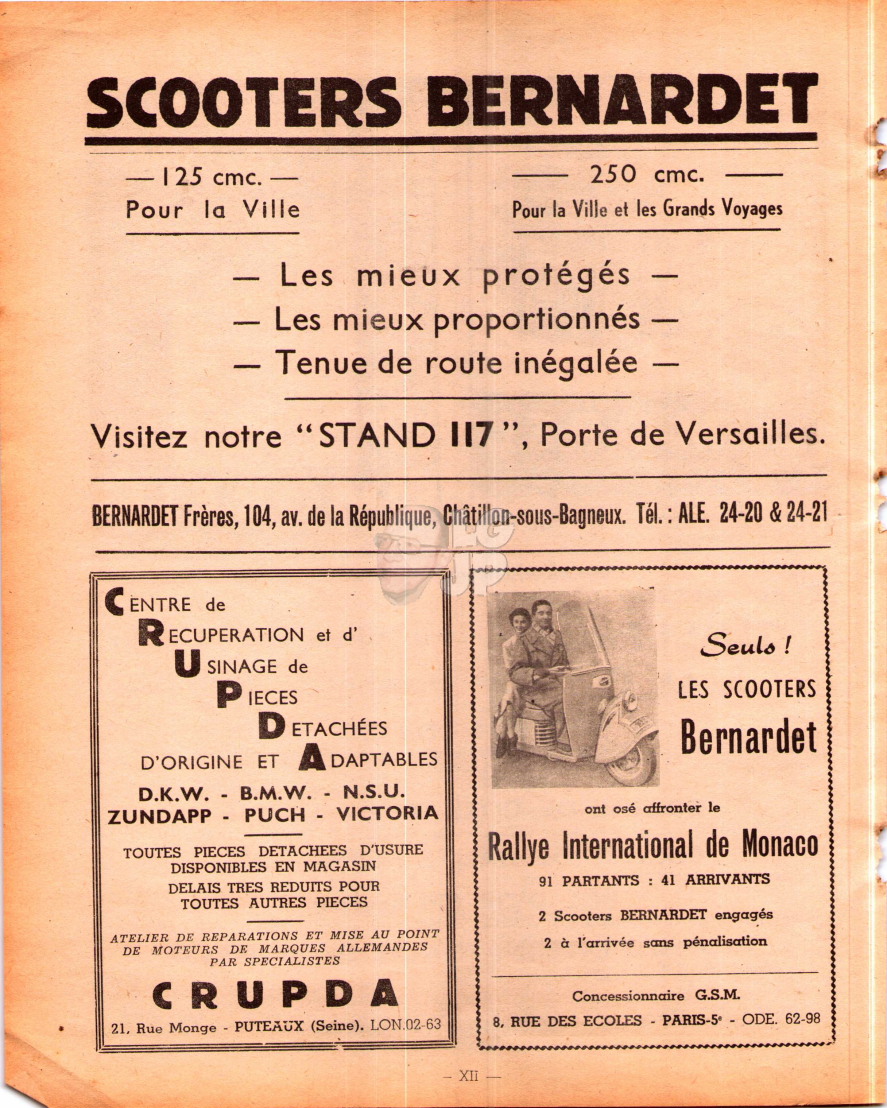 SCOOTERS BERNARDET
— 125 cmc. —
Pour la Ville
— 250 cmc. —
Pour la Ville et les Grands Voyages
— Les mieux protégés —
— Les mieux proportionnés —
— Tenue de route inégalée —
Visitez notre “STAND 117”, Porte de Versailles.
BERNARDET Frères, 104, av. de la République, Châtillon-sous-Bagneux. Tél. : ALE. 24-20 & 24-21
LG
JP
CENTRE de
RECUPERATION et d'
USINAGE de
PIECES
DETACHÉES
D'ORIGINE ET ADAPTABLES
D.K.W. - B.M.W. - N.S.U.
ZUNDAPP - PUCH - VICTORIA
TOUTES PIECES DETACHEES D'USURE
DISPONIBLES EN MAGASIN
DELAIS TRES REDUITS POUR
TOUTES AUTRES PIECES
ATELIER DE REPARATIONS ET MISE AU POINT
DE MOTEURS DE MARQUES ALLEMANDES
PAR SPECIALISTES
CRUPDA
21, Rue Monge - PUTEAUX (Seine). LON.02-63
Seuls !
LES SCOOTERS
Bernardet
ont osé affronter le
Rallye International de Monaco
91 PARTANTS : 41 ARRIVANTS
2 Scooters BERNARDET engagés
2 à l'arrivée sans pénalisation
Concessionnaire G.S.M.
8, RUE DES ECOLES - PARIS-5e - ODE. 62-98
— XII —